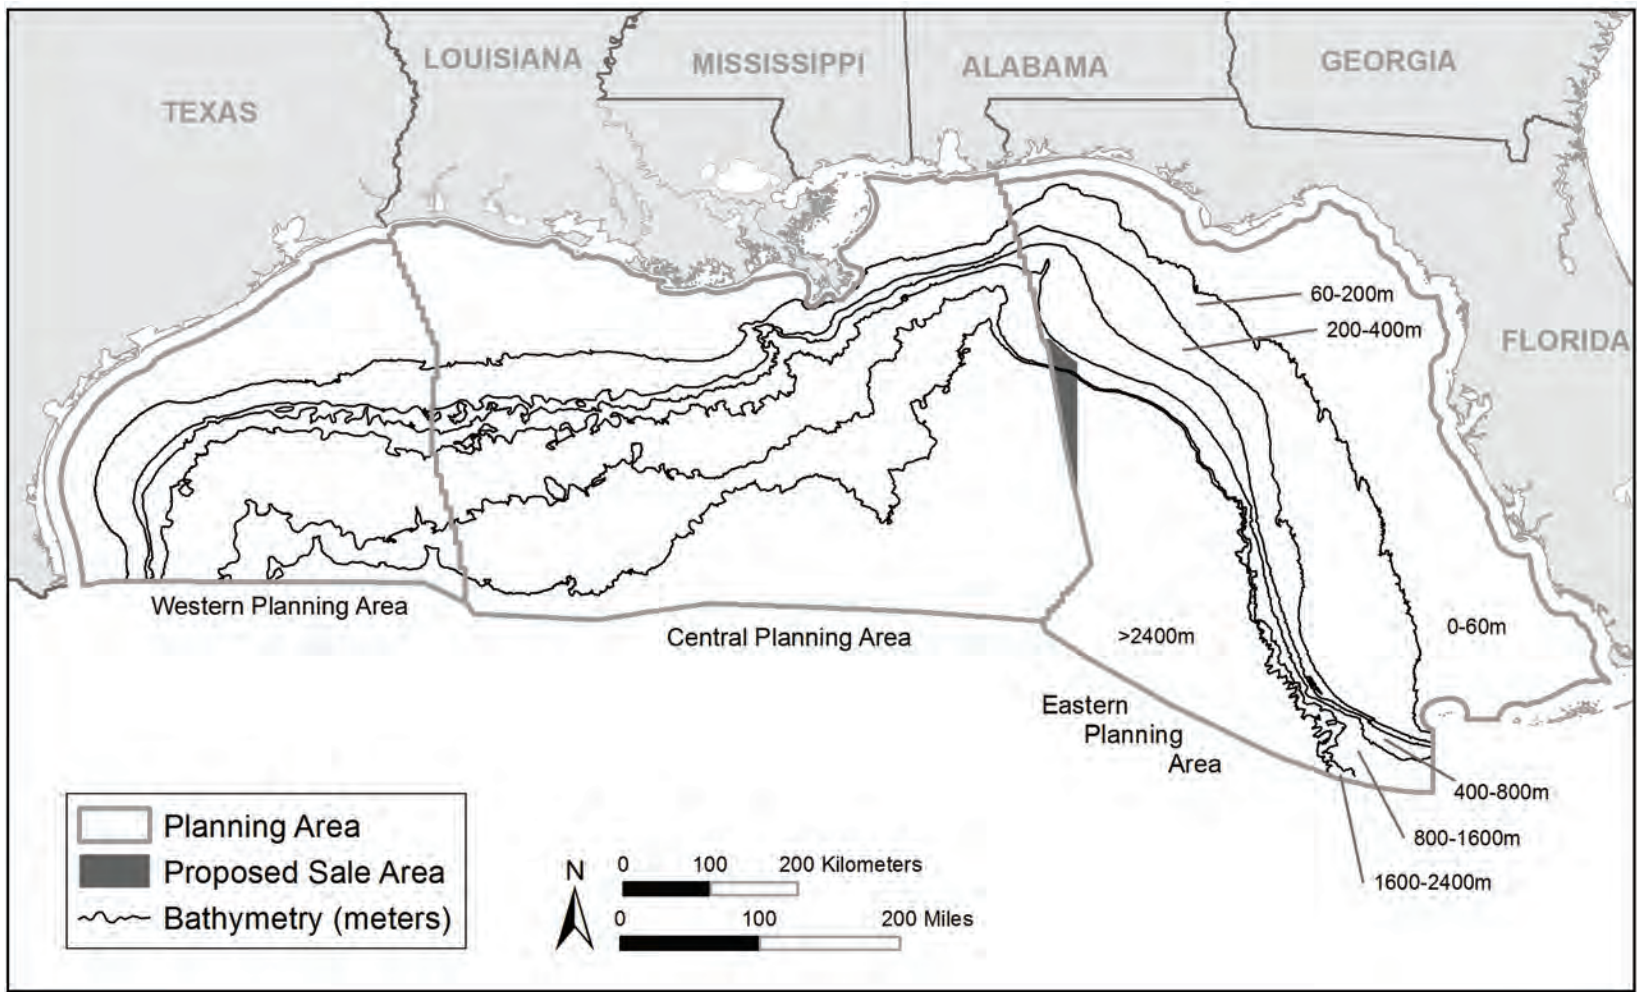 LOUISIANA
MISSISSIPPI
ALABAMA
GEORGIA
TEXAS
60-200m
200-400m
FLORIDA
Western Planning Area
Central Planning Area
>2400m
0-60m
Eastern
Planning
Area
400-800m
800-1600m
1600-2400m
Planning Area
Proposed Sale Area
Bathymetry (meters)
N
0 100 200 Kilometers
0 100 200 Miles